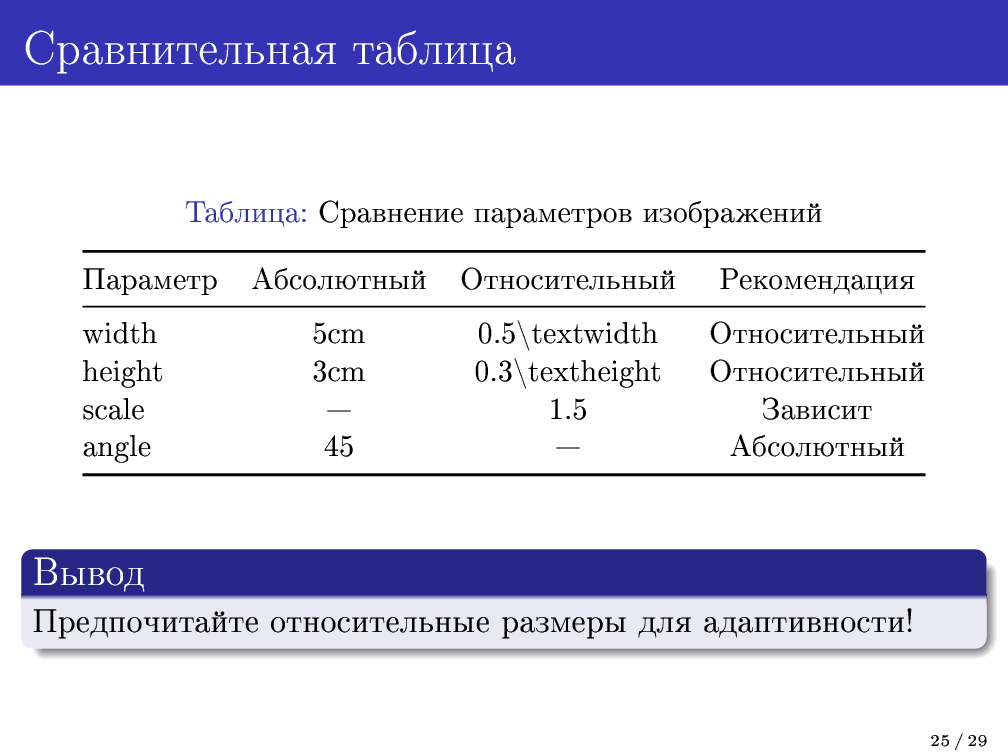 Сравнительная таблица
Таблица: Сравнение параметров изображений
Параметр Абсолютный Относительный Рекомендация
width 5cm 0.5\textwidth Относительный
height 3cm 0.3\textheight Относительный
scale — 1.5 Зависит
angle 45 — Абсолютный
Вывод
Предпочитайте относительные размеры для адаптивности!
25 / 29